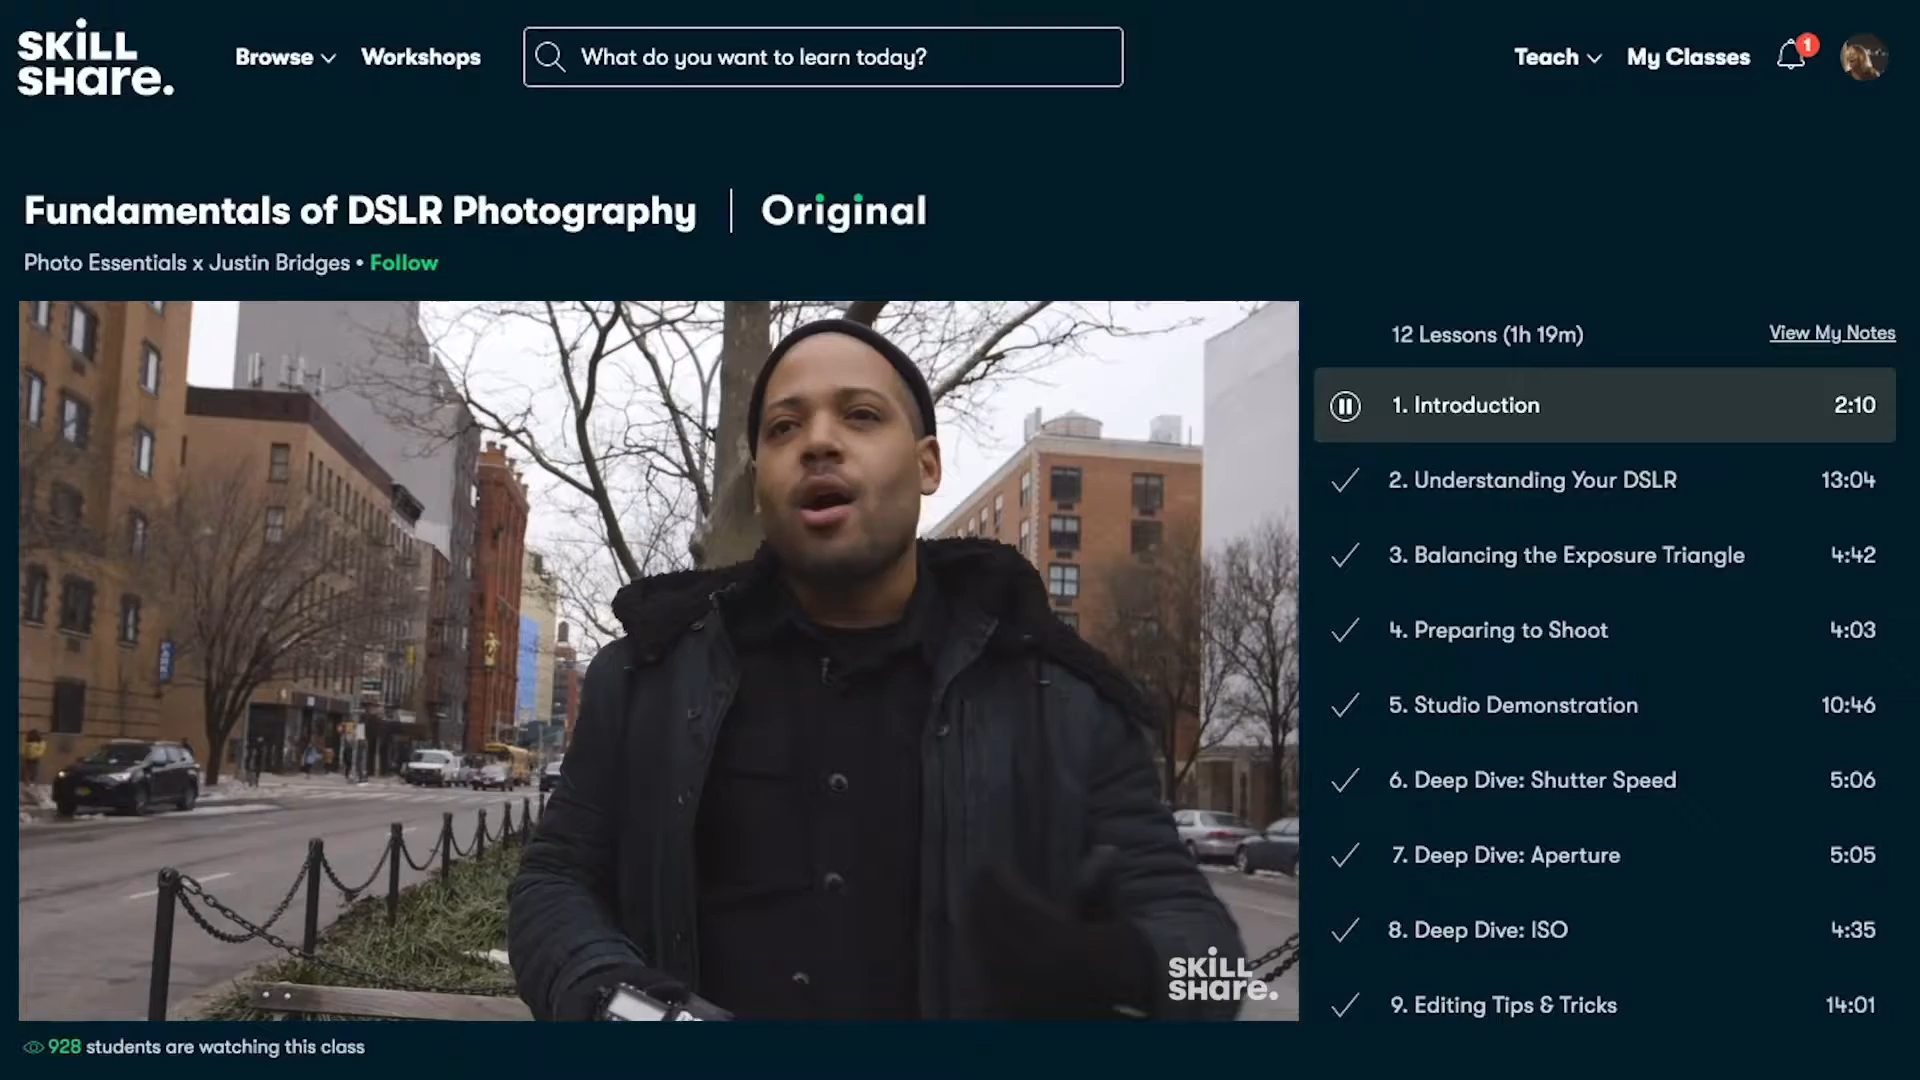 SKILL
SHare.
Browse
Workshops
What do you want to learn today?
Teach
My Classes
1
Fundamentals of DSLR Photography
Original
Photo Essentials x Justin Bridges • Follow
12 Lessons (1h 19m)
View My Notes
1. Introduction 2:10
2. Understanding Your DSLR 13:04
3. Balancing the Exposure Triangle 4:42
4. Preparing to Shoot 4:03
5. Studio Demonstration 10:46
6. Deep Dive: Shutter Speed 5:06
7. Deep Dive: Aperture 5:05
8. Deep Dive: ISO 4:35
9. Editing Tips & Tricks 14:01
SKILL
SHare.
928 students are watching this class